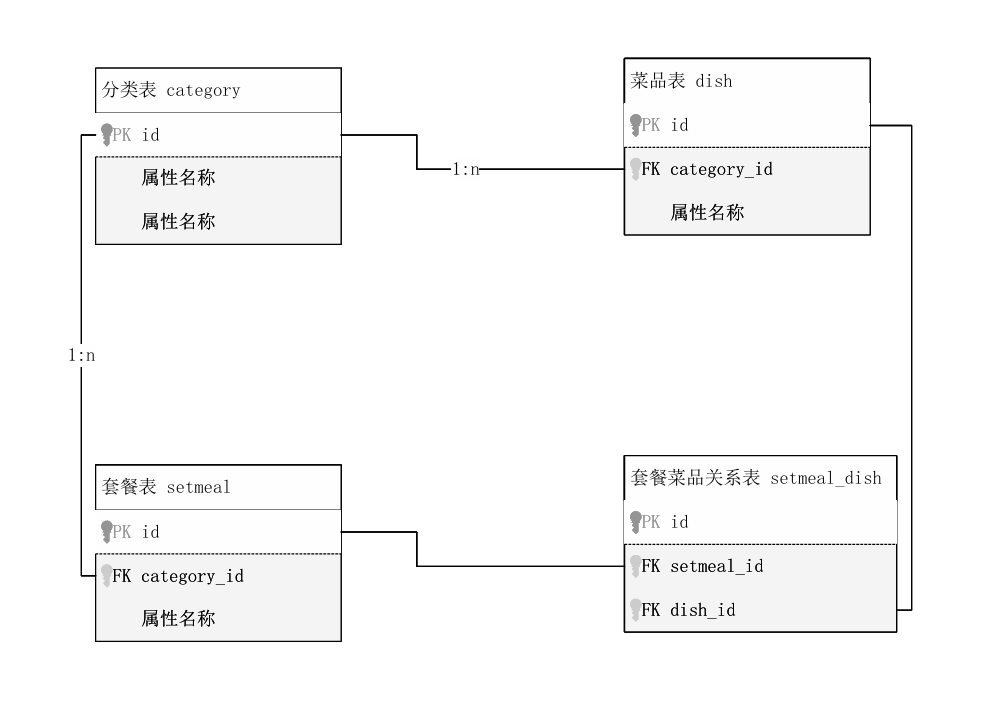 分类表 category
PK id
属性名称
属性名称
1:n
菜品表 dish
PK id
FK category_id
属性名称
1:n
套餐表 setmeal
PK id
FK category_id
属性名称
套餐菜品关系表 setmeal_dish
PK id
FK setmeal_id
FK dish_id